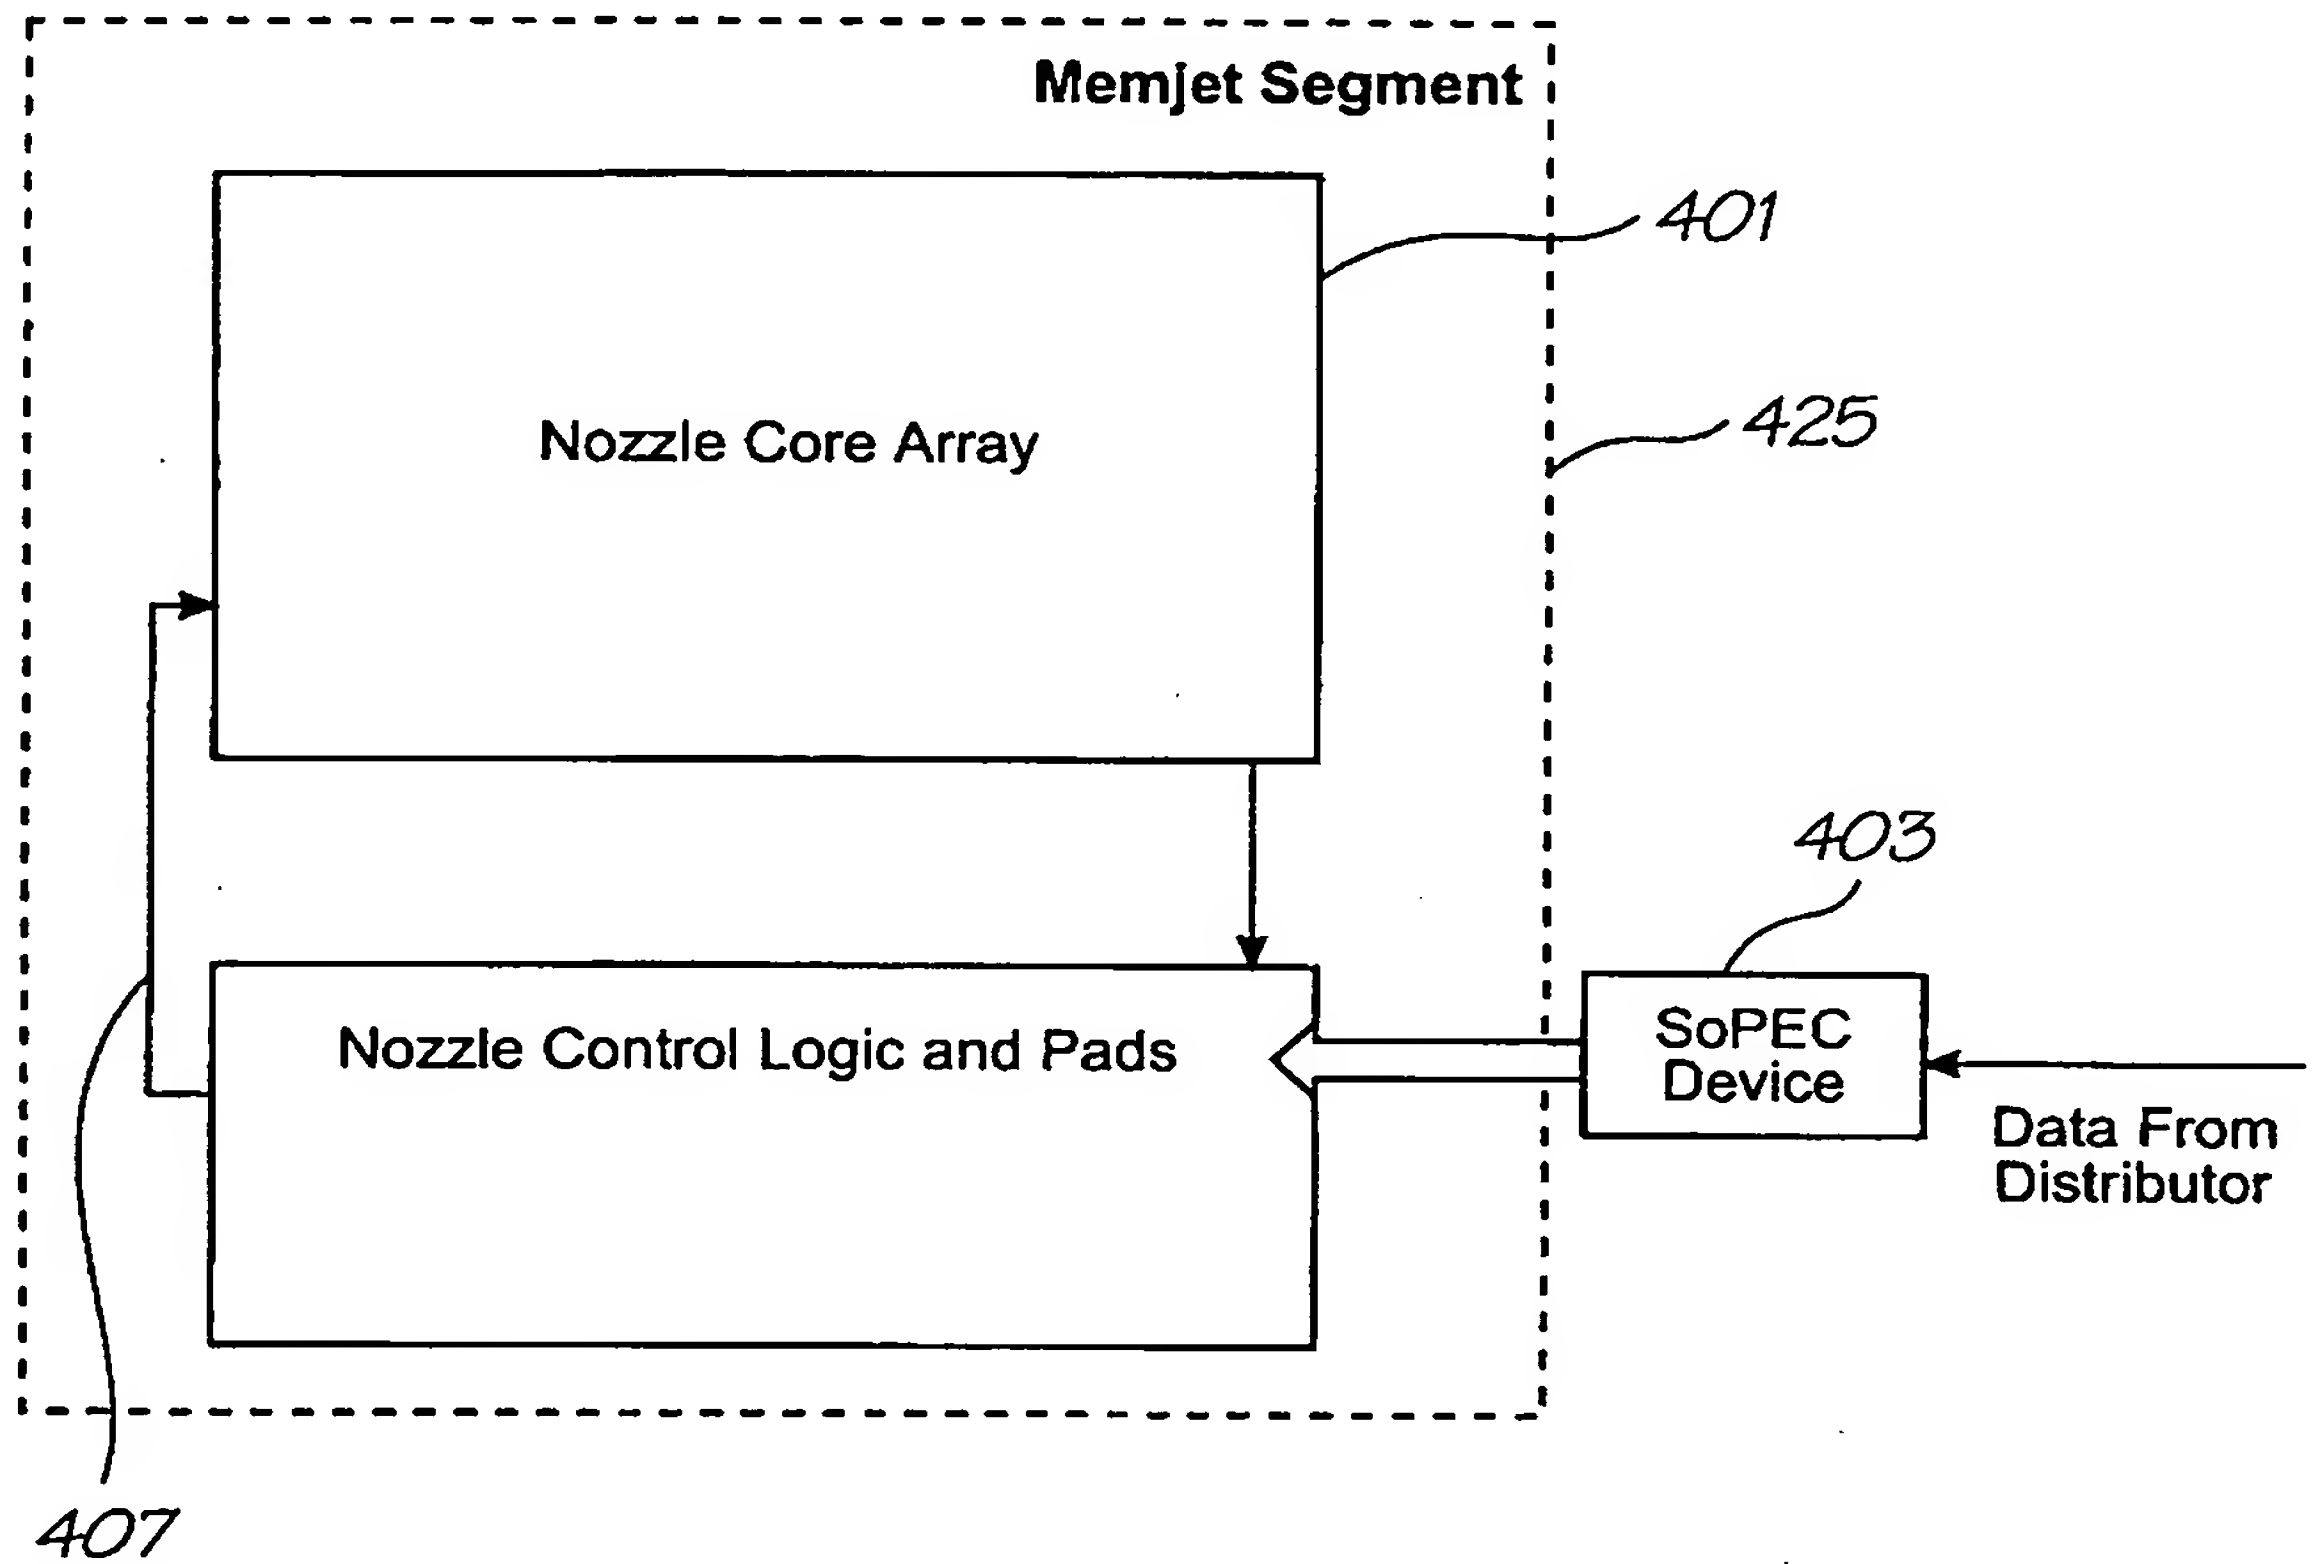 Memjet Segment
401
Nozzle Core Array
425
403
Nozzle Control Logic and Pads
SoPEC
Device
Data From
Distributor
407